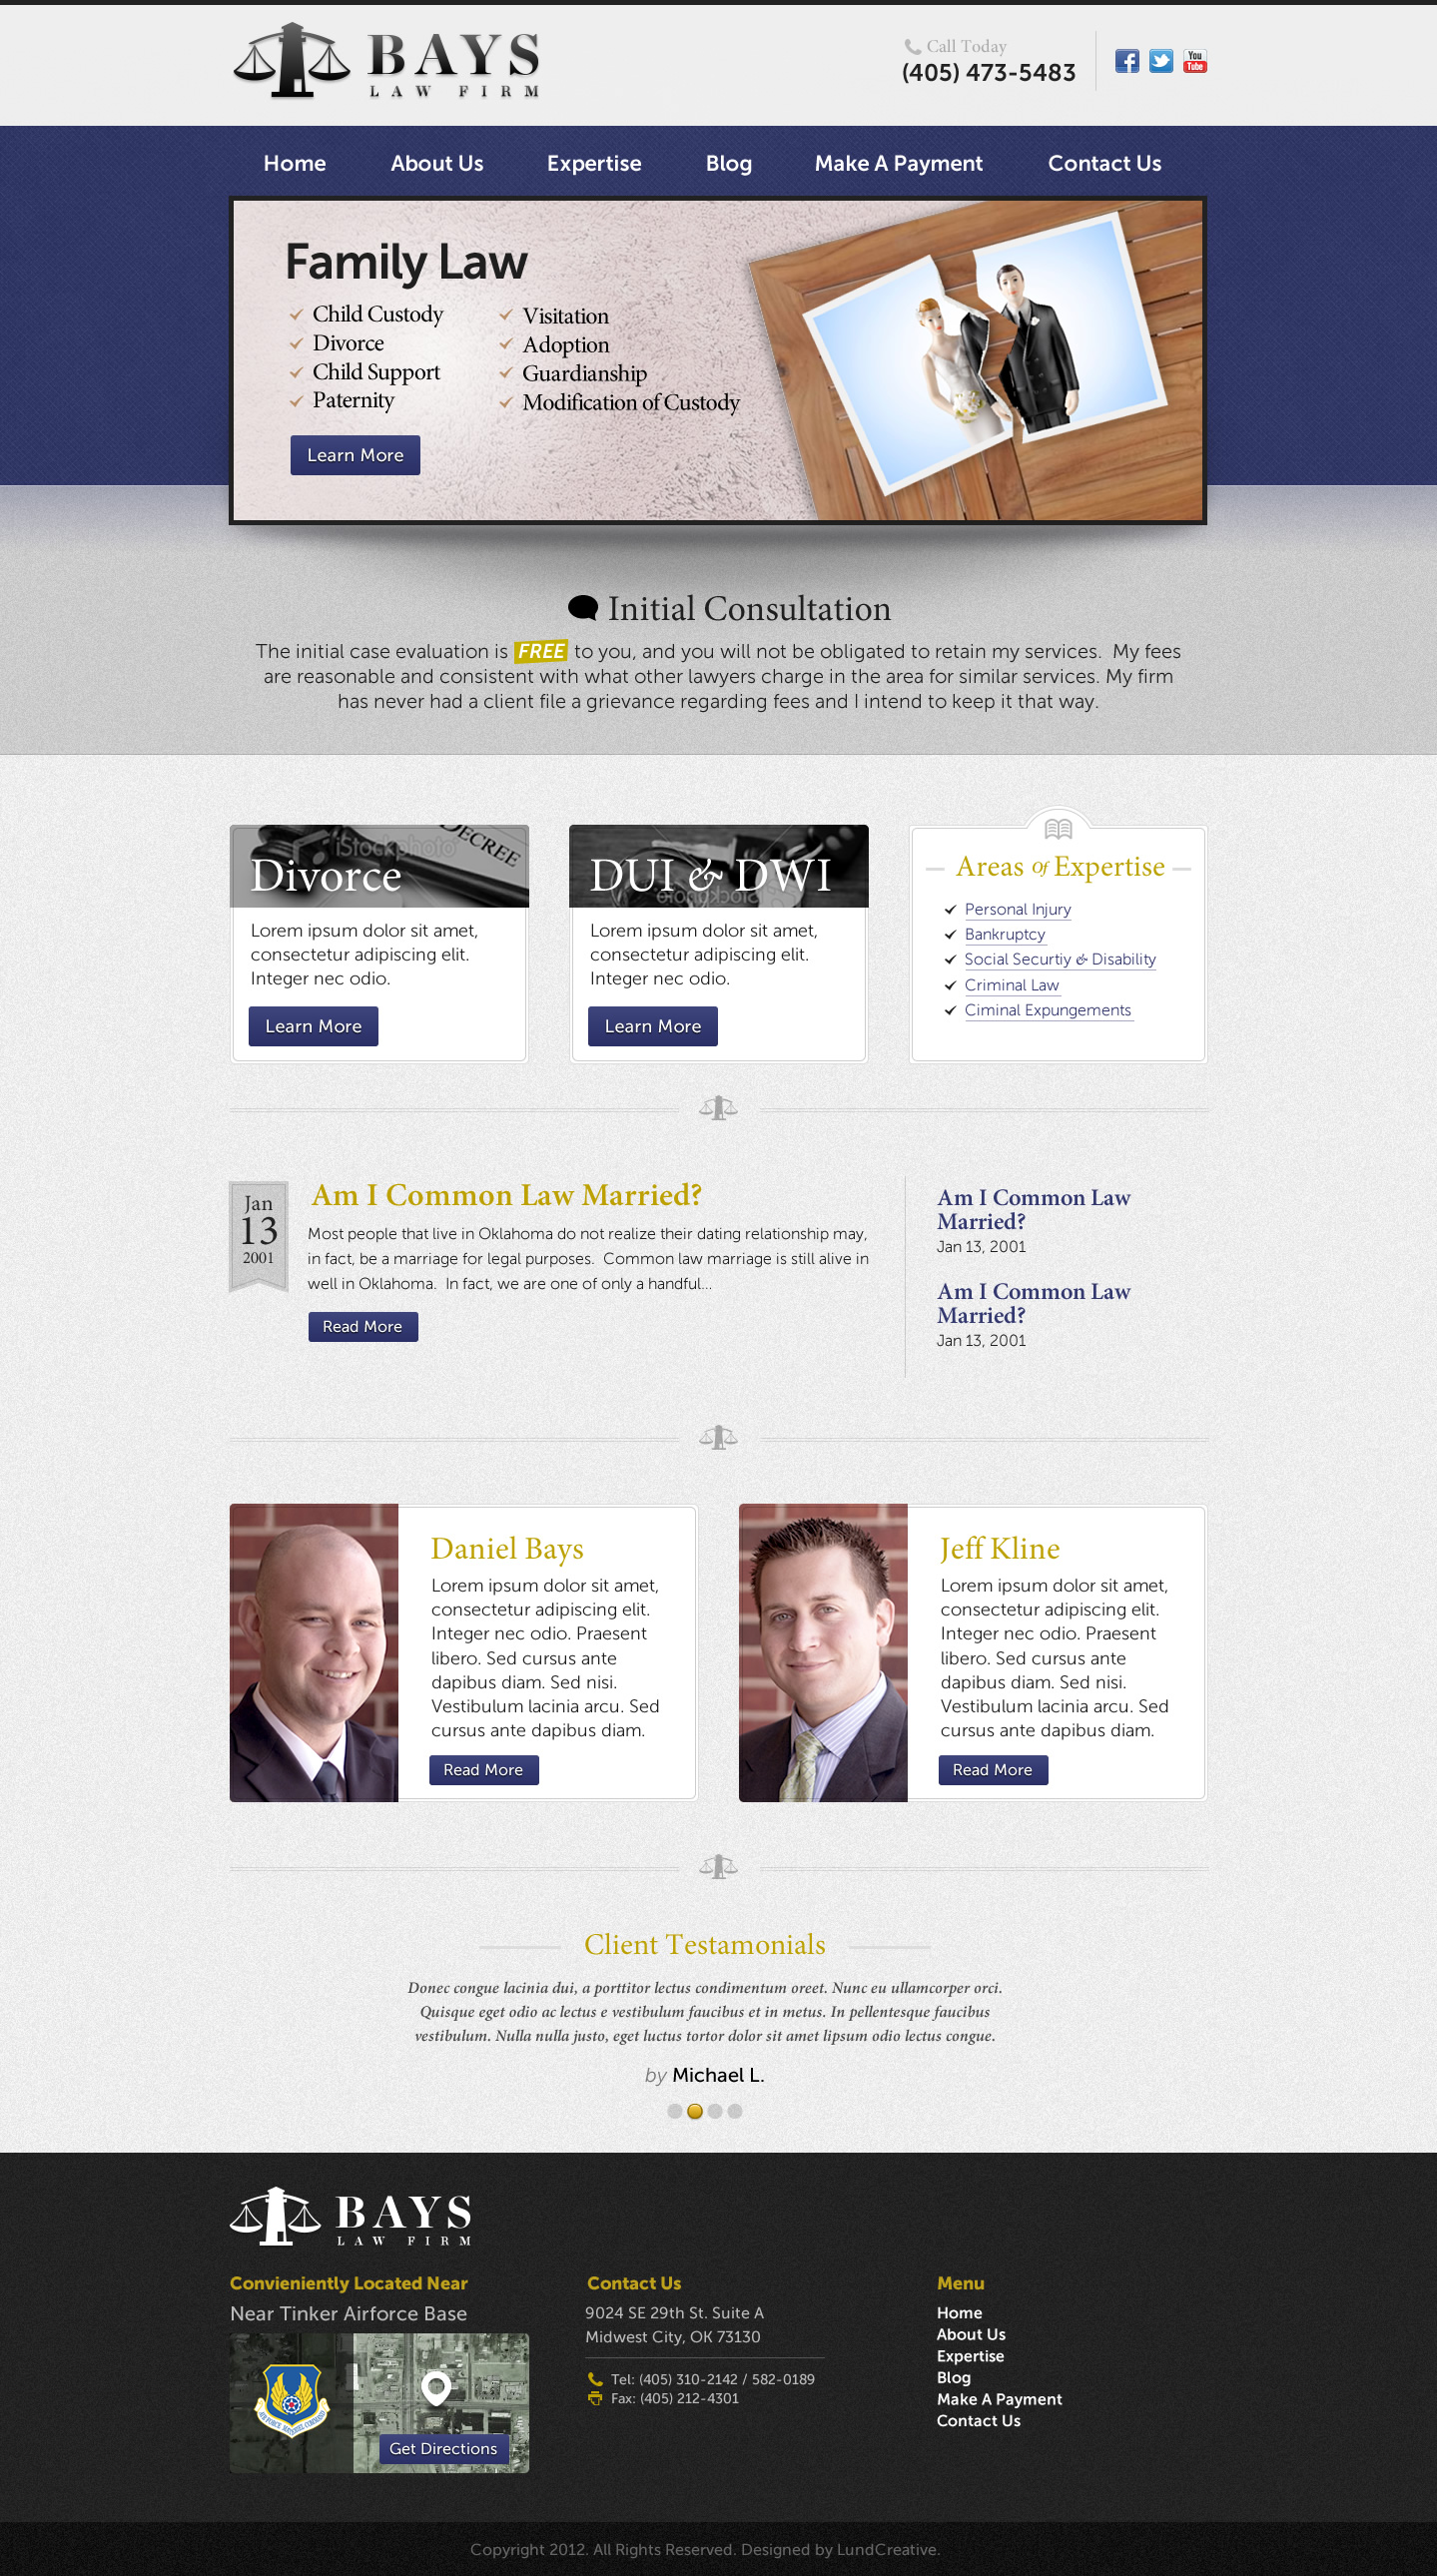 BAYS
LAW FIRM
Call Today
(405) 473-5483
You
Tube
Home
About Us
Expertise
Blog
Make A Payment
Contact Us
Family Law
Child Custody
Divorce
Child Support
Paternity
Visitation
Adoption
Guardianship
Modification of Custody
Learn More
Initial Consultation
The initial case evaluation is FREE to you, and you will not be obligated to retain my services. My fees
are reasonable and consistent with what other lawyers charge in the area for similar services. My firm
has never had a client file a grievance regarding fees and I intend to keep it that way.
DECREE
iStockphoto
Divorce
Lorem ipsum dolor sit amet,
consectetur adipiscing elit.
Integer nec odio.
Learn More
iStockphoto
DUI & DWI
Lorem ipsum dolor sit amet,
consectetur adipiscing elit.
Integer nec odio.
Learn More
Areas Of Expertise
Personal Injury
Bankruptcy
Social Securtiy & Disability
Criminal Law
Ciminal Expungements
Jan
13
2001
Am I Common Law Married?
Most people that live in Oklahoma do not realize their dating relationship may,
in fact, be a marriage for legal purposes. Common law marriage is still alive in
well in Oklahoma. In fact, we are one of only a handful...
Read More
Am I Common Law
Married?
Jan 13, 2001
Am I Common Law
Married?
Jan 13, 2001
Daniel Bays
Lorem ipsum dolor sit amet,
consectetur adipiscing elit.
Integer nec odio. Praesent
libero. Sed cursus ante
dapibus diam. Sed nisi.
Vestibulum lacinia arcu. Sed
cursus ante dapibus diam.
Read More
Jeff Kline
Lorem ipsum dolor sit amet,
consectetur adipiscing elit.
Integer nec odio. Praesent
libero. Sed cursus ante
dapibus diam. Sed nisi.
Vestibulum lacinia arcu. Sed
cursus ante dapibus diam.
Read More
Client Testamonials
Donec congue lacinia dui, a porttitor lectus condimentum oreet. Nunc eu ullamcorper orci.
Quisque eget odio ac lectus e vestibulum faucibus et in metus. In pellentesque faucibus
vestibulum. Nulla nulla justo, eget luctus tortor dolor sit amet lipsum odio lectus congue.
by Michael L.
BAYS
LAW FIRM
Convieniently Located Near
Near Tinker Airforce Base
AIR FORCE MATERIEL COMMAND
Get Directions
Contact Us
9024 SE 29th St. Suite A
Midwest City, OK 73130
Tel: (405) 310-2142 / 582-0189
Fax: (405) 212-4301
Menu
Home
About Us
Expertise
Blog
Make A Payment
Contact Us
Copyright 2012. All Rights Reserved. Designed by LundCreative.